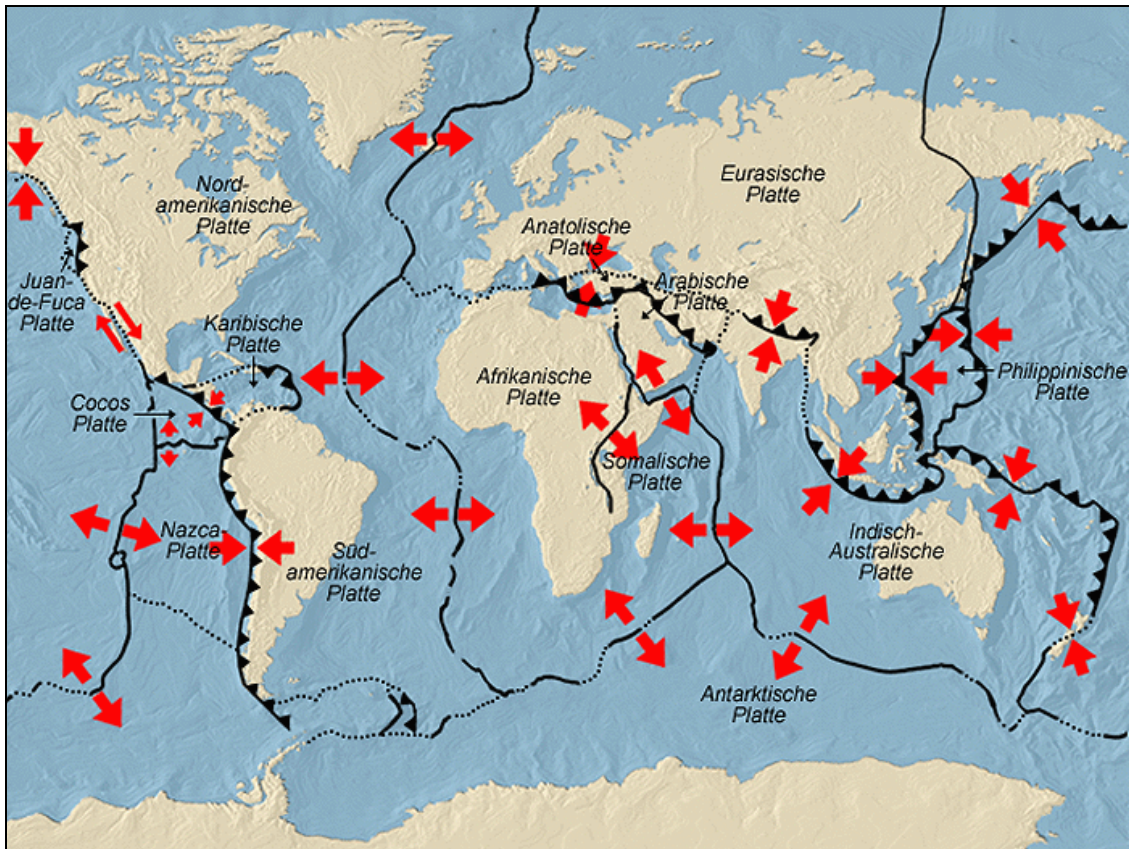 Nord-
amerikanische
Platte
Eurasische
Platte
Anatolische
Platte
Arabische
Platte
Juan-
de-Fuca
Platte
Karibische
Platte
Cocos
Platte
Afrikanische
Platte
Philippinische
Platte
Somalische
Platte
Nazca-
Platte
Süd-
amerikanische
Platte
Indisch-
Australische
Platte
Antarktische
Platte